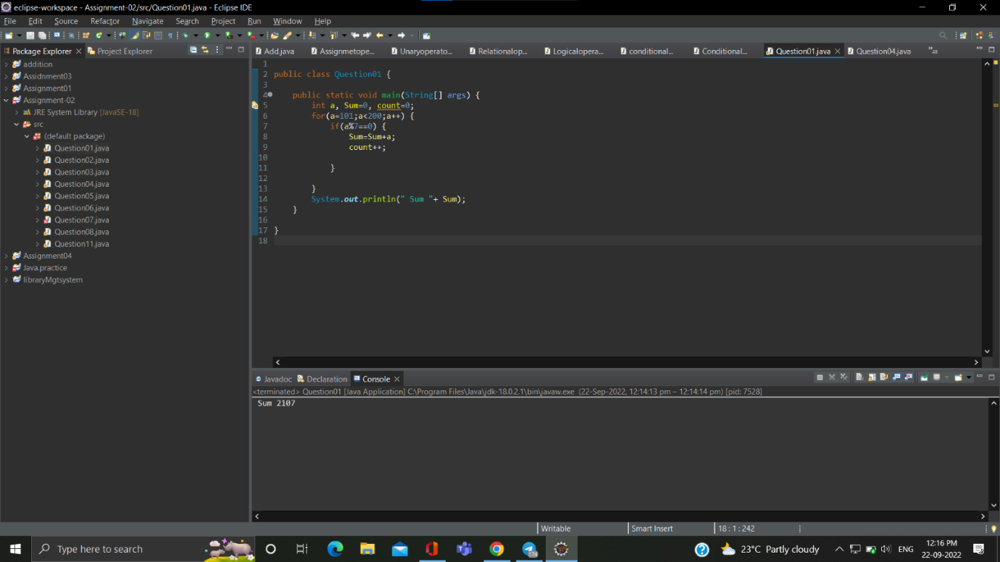 eclipse-workspace - Assignment-02/src/Question01.java - Eclipse IDE
File Edit Source Refactor Navigate Search Project Run Window Help
Package Explorer Project Explorer
addition
Assidnment03
Assignment01
Assignment-02
JRE System Library [JavaSE-18]
src
(default package)
Question01.java
Question02.java
Question03.java
Question04.java
Question05.java
Question06.java
Question07.java
Question08.java
Question11.java
Assignment04
Java.practice
libraryMgtsystem
Add.java Assignmetope... Unaryoperato... Relationalop... Logicalopera... conditional... Conditional... Question01.java Question04.java »49
1
2 public class Question01 {
3
4 public static void main(String[] args) {
5 int a, Sum=0, count=0;
6 for(a=101;a<200;a++) {
7 if(a%7==0) {
8 Sum=Sum+a;
9 count++;
10
11 }
12
13 }
14 System.out.println(" Sum "+ Sum);
15 }
16
17 }
18
Javadoc Declaration Console
<terminated> Question01 [Java Application] C:\Program Files\Java\jdk-18.0.2.1\bin\javaw.exe (22-Sep-2022, 12:14:13 pm – 12:14:14 pm) [pid: 7528]
Sum 2107
Writable Smart Insert 18 : 1 : 242
Type here to search 174 23°C Partly cloudy ENG 12:16 PM
22-09-2022